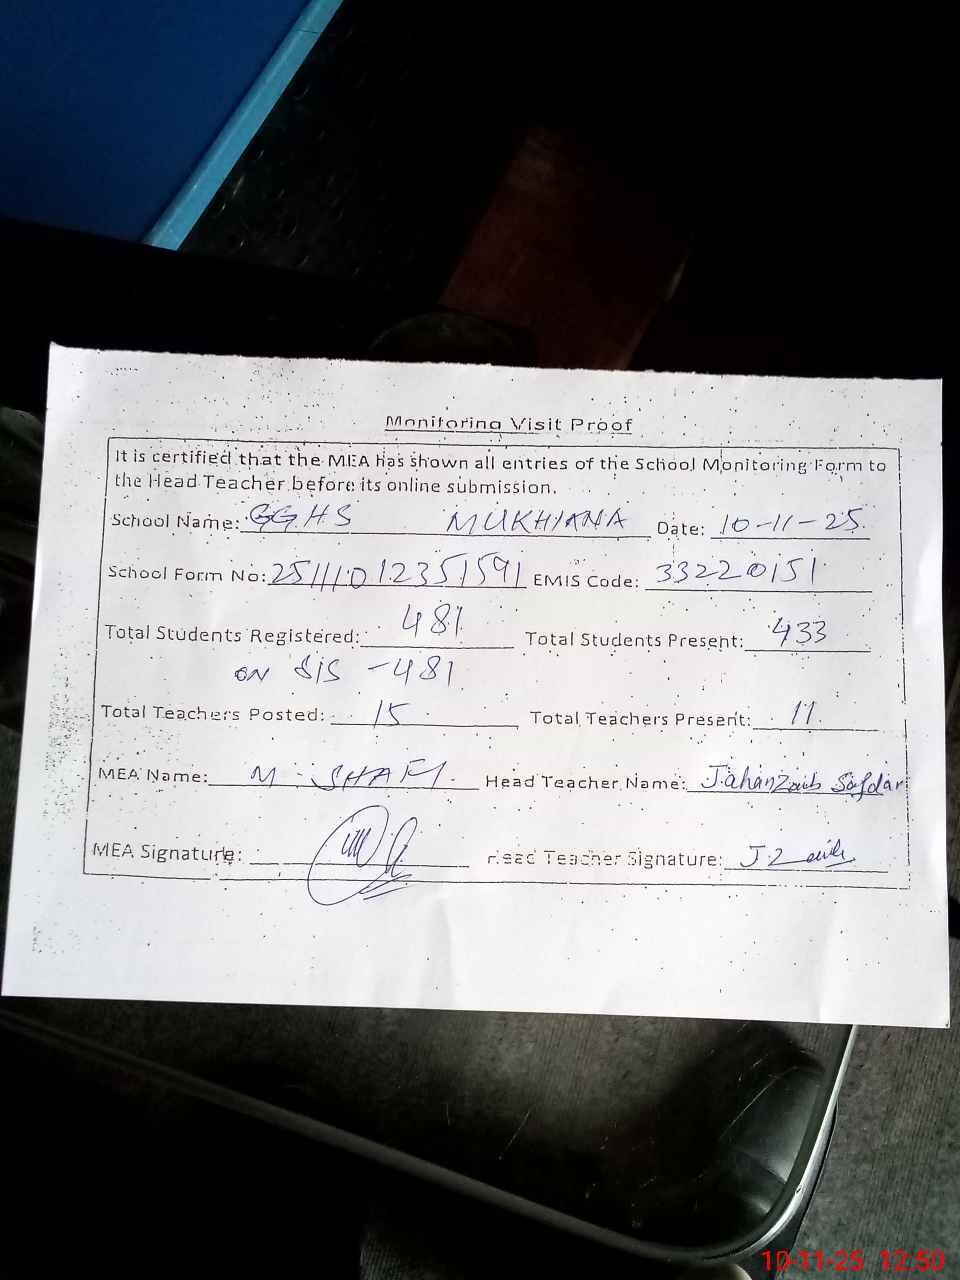 Monitoring Visit Proof
It is certified that the MEA has shown all entries of the School Monitoring Form to
the Head Teacher before its online submission.
School Name: GGHS MUKHIANA Date: 10-11-25
School Form No: 251111012351591 EMIS Code: 33220151
Total Students Registered: 481 Total Students Present: 433
ON SIS - 481
Total Teachers Posted: 15 Total Teachers Present: 11
MEA Name: M. SHAFI. Head Teacher Name: Jahanzaib Safdar
MEA Signature: Head Teacher Signature: J.Zaib
10-11-25 12:50